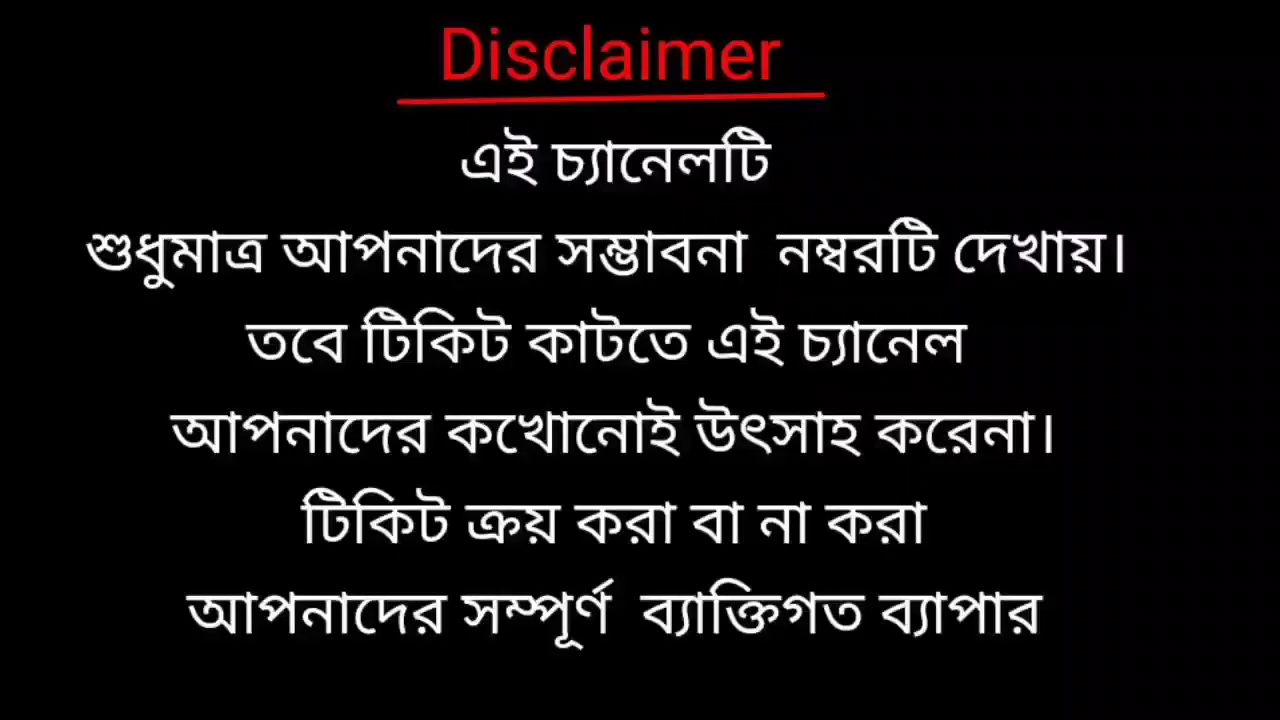 Disclaimer
এই চ্যানেলটি
শুধুমাত্র আপনাদের সম্ভাবনা নম্বরটি দেখায়।
তবে টিকিট কাটতে এই চ্যানেল
আপনাদের কখোনোই উৎসাহ করেনা।
টিকিট ক্রয় করা বা না করা
আপনাদের সম্পূর্ণ ব্যাক্তিগত ব্যাপার